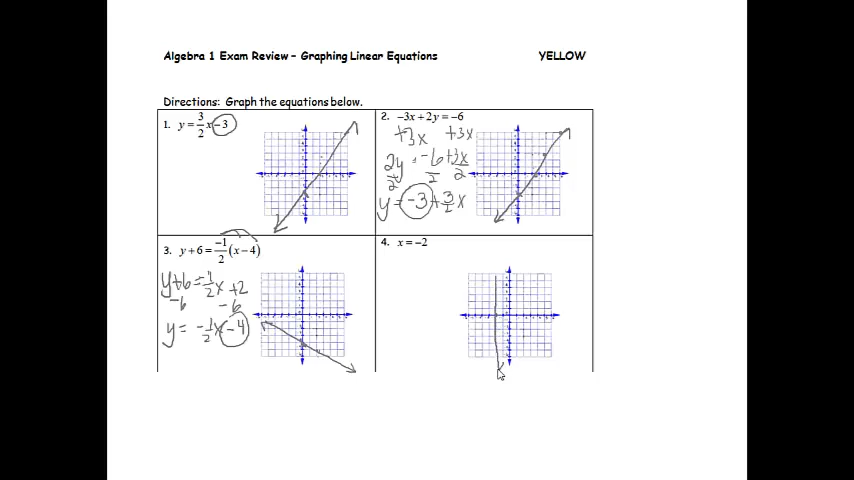 Algebra 1 Exam Review – Graphing Linear Equations YELLOW
Directions: Graph the equations below.
1. y = 3/2 x − 3
2. −3x + 2y = −6
+3x +3x
2y/2 = −6/2 + 3x/2
y = −3 + 3/2 x
3. y + 6 = −1/2 (x − 4)
y+6 = −1/2 x + 2
−6 −6
y = −1/2 x − 4
4. x = −2